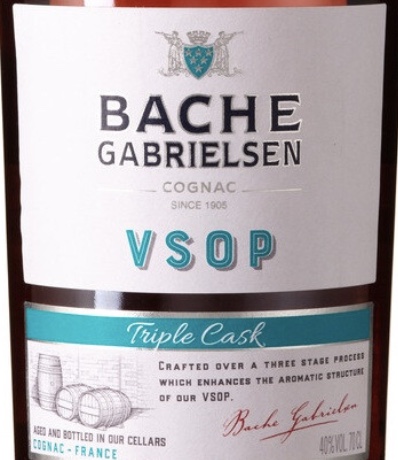 BACHE
GABRIELSEN
COGNAC
SINCE 1905
VSOP
Triple Cask
CRAFTED OVER A THREE STAGE PROCESS
WHICH ENHANCES THE AROMATIC STRUCTURE
OF OUR VSOP.
Bache Gabrielsen
AGED AND BOTTLED IN OUR CELLARS
COGNAC - FRANCE
40%VOL. 70 CL